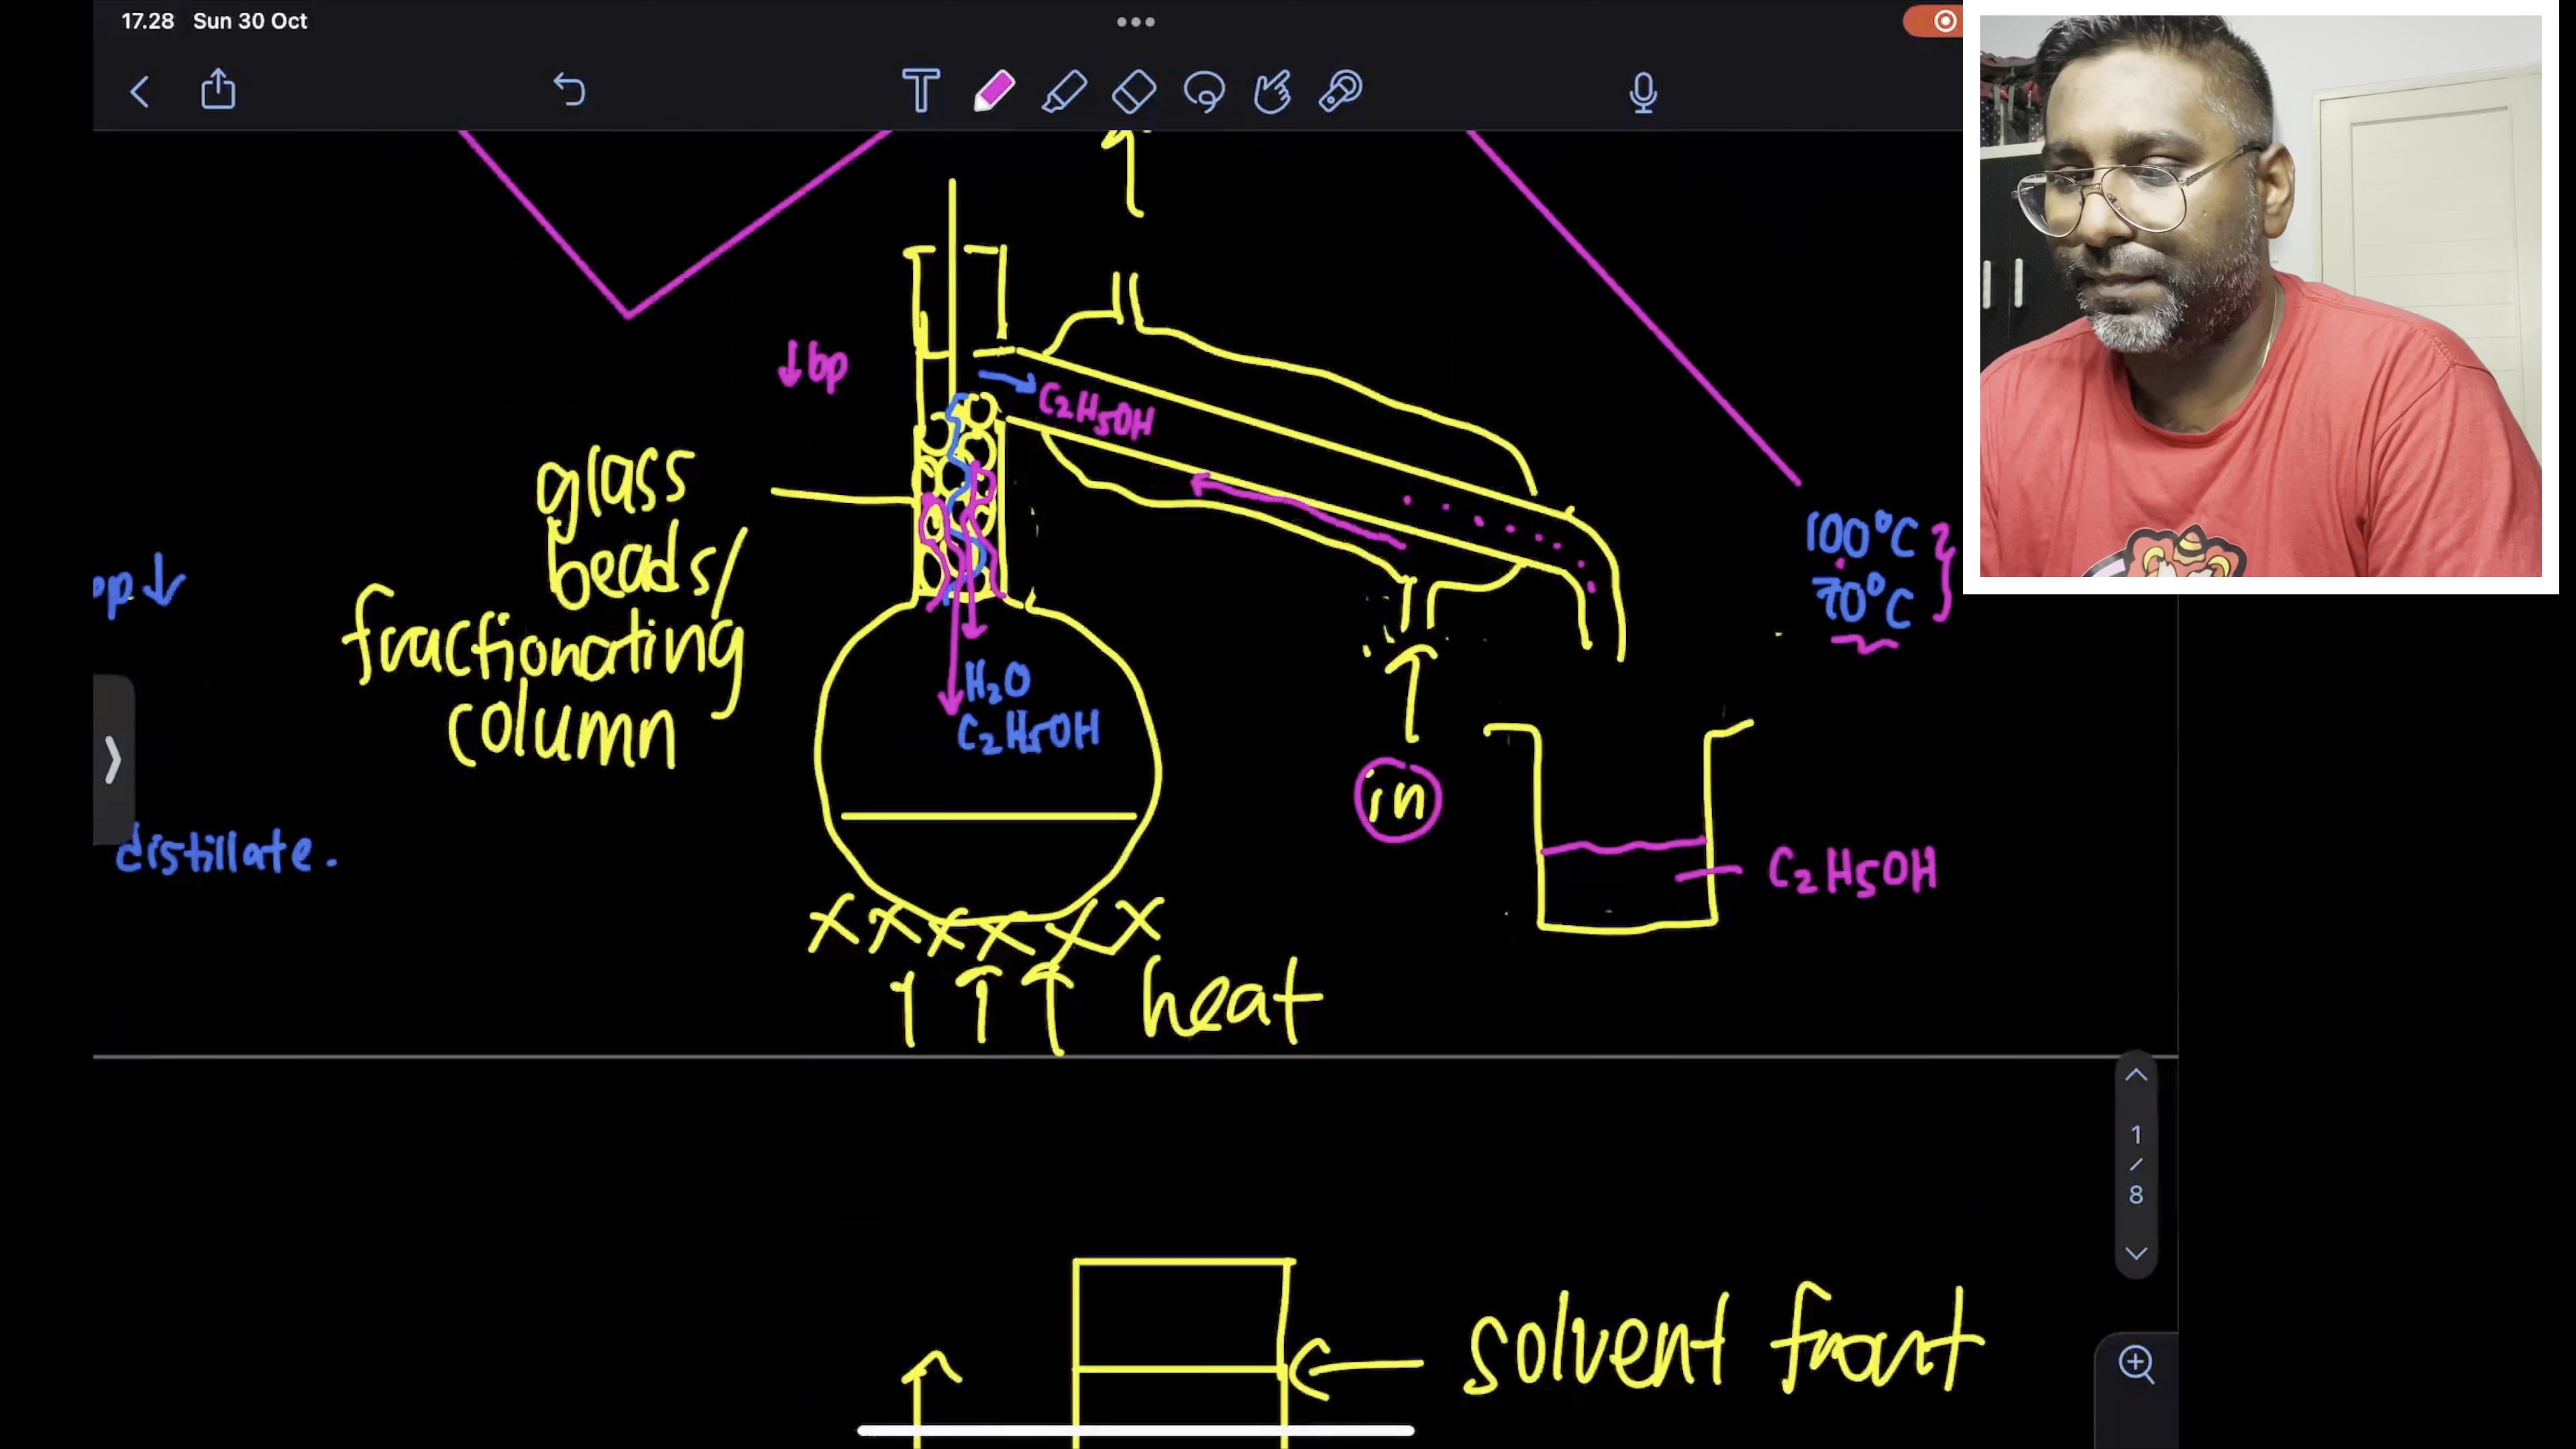 17.28 Sun 30 Oct
↓bp
C₂H₅OH
glass
beads/
fractionating
column
100°C
70°C
pp ↓
H₂O
C₂H₅OH
in
distillate.
C₂H₅OH
heat
1
/
8
solvent front